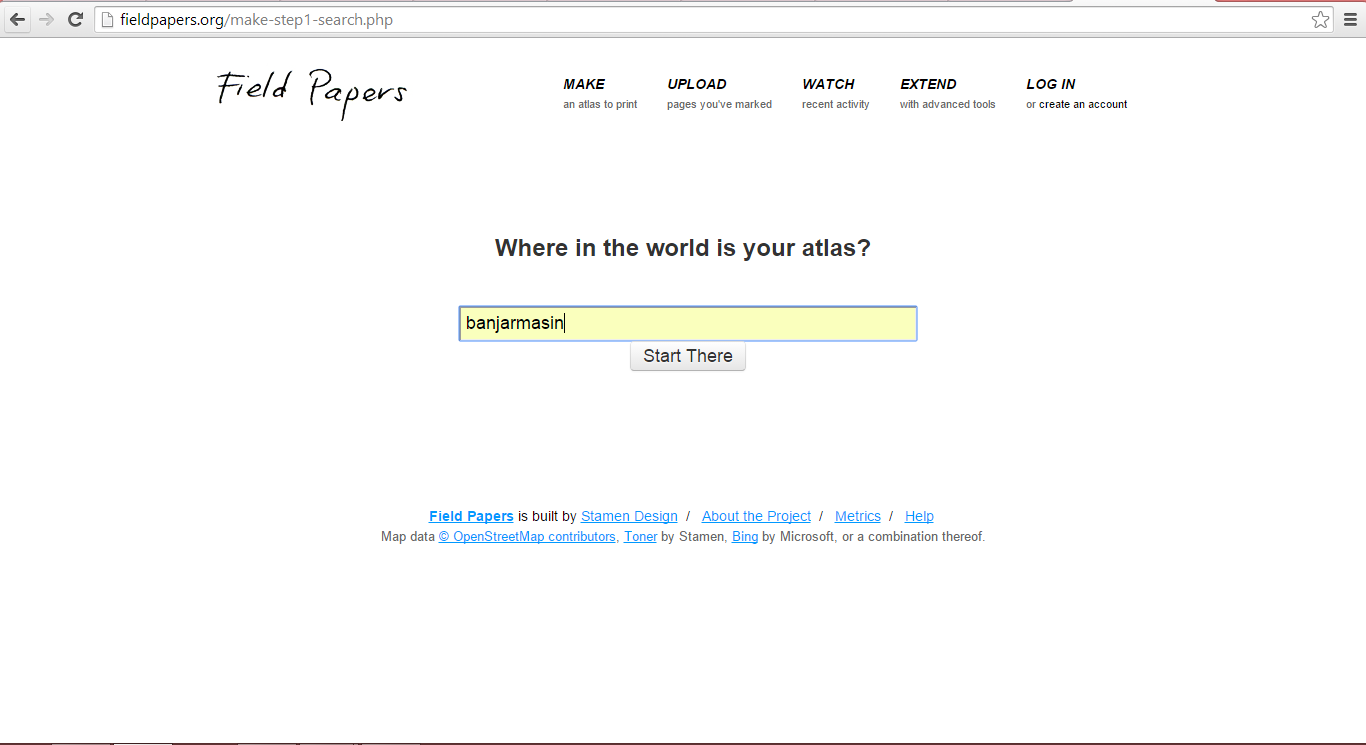 fieldpapers.org/make-step1-search.php
Field Papers
MAKE UPLOAD WATCH EXTEND LOG IN
an atlas to print pages you've marked recent activity with advanced tools or create an account
Where in the world is your atlas?
banjarmasin
Start There
Field Papers is built by Stamen Design / About the Project / Metrics / Help
Map data © OpenStreetMap contributors, Toner by Stamen, Bing by Microsoft, or a combination thereof.